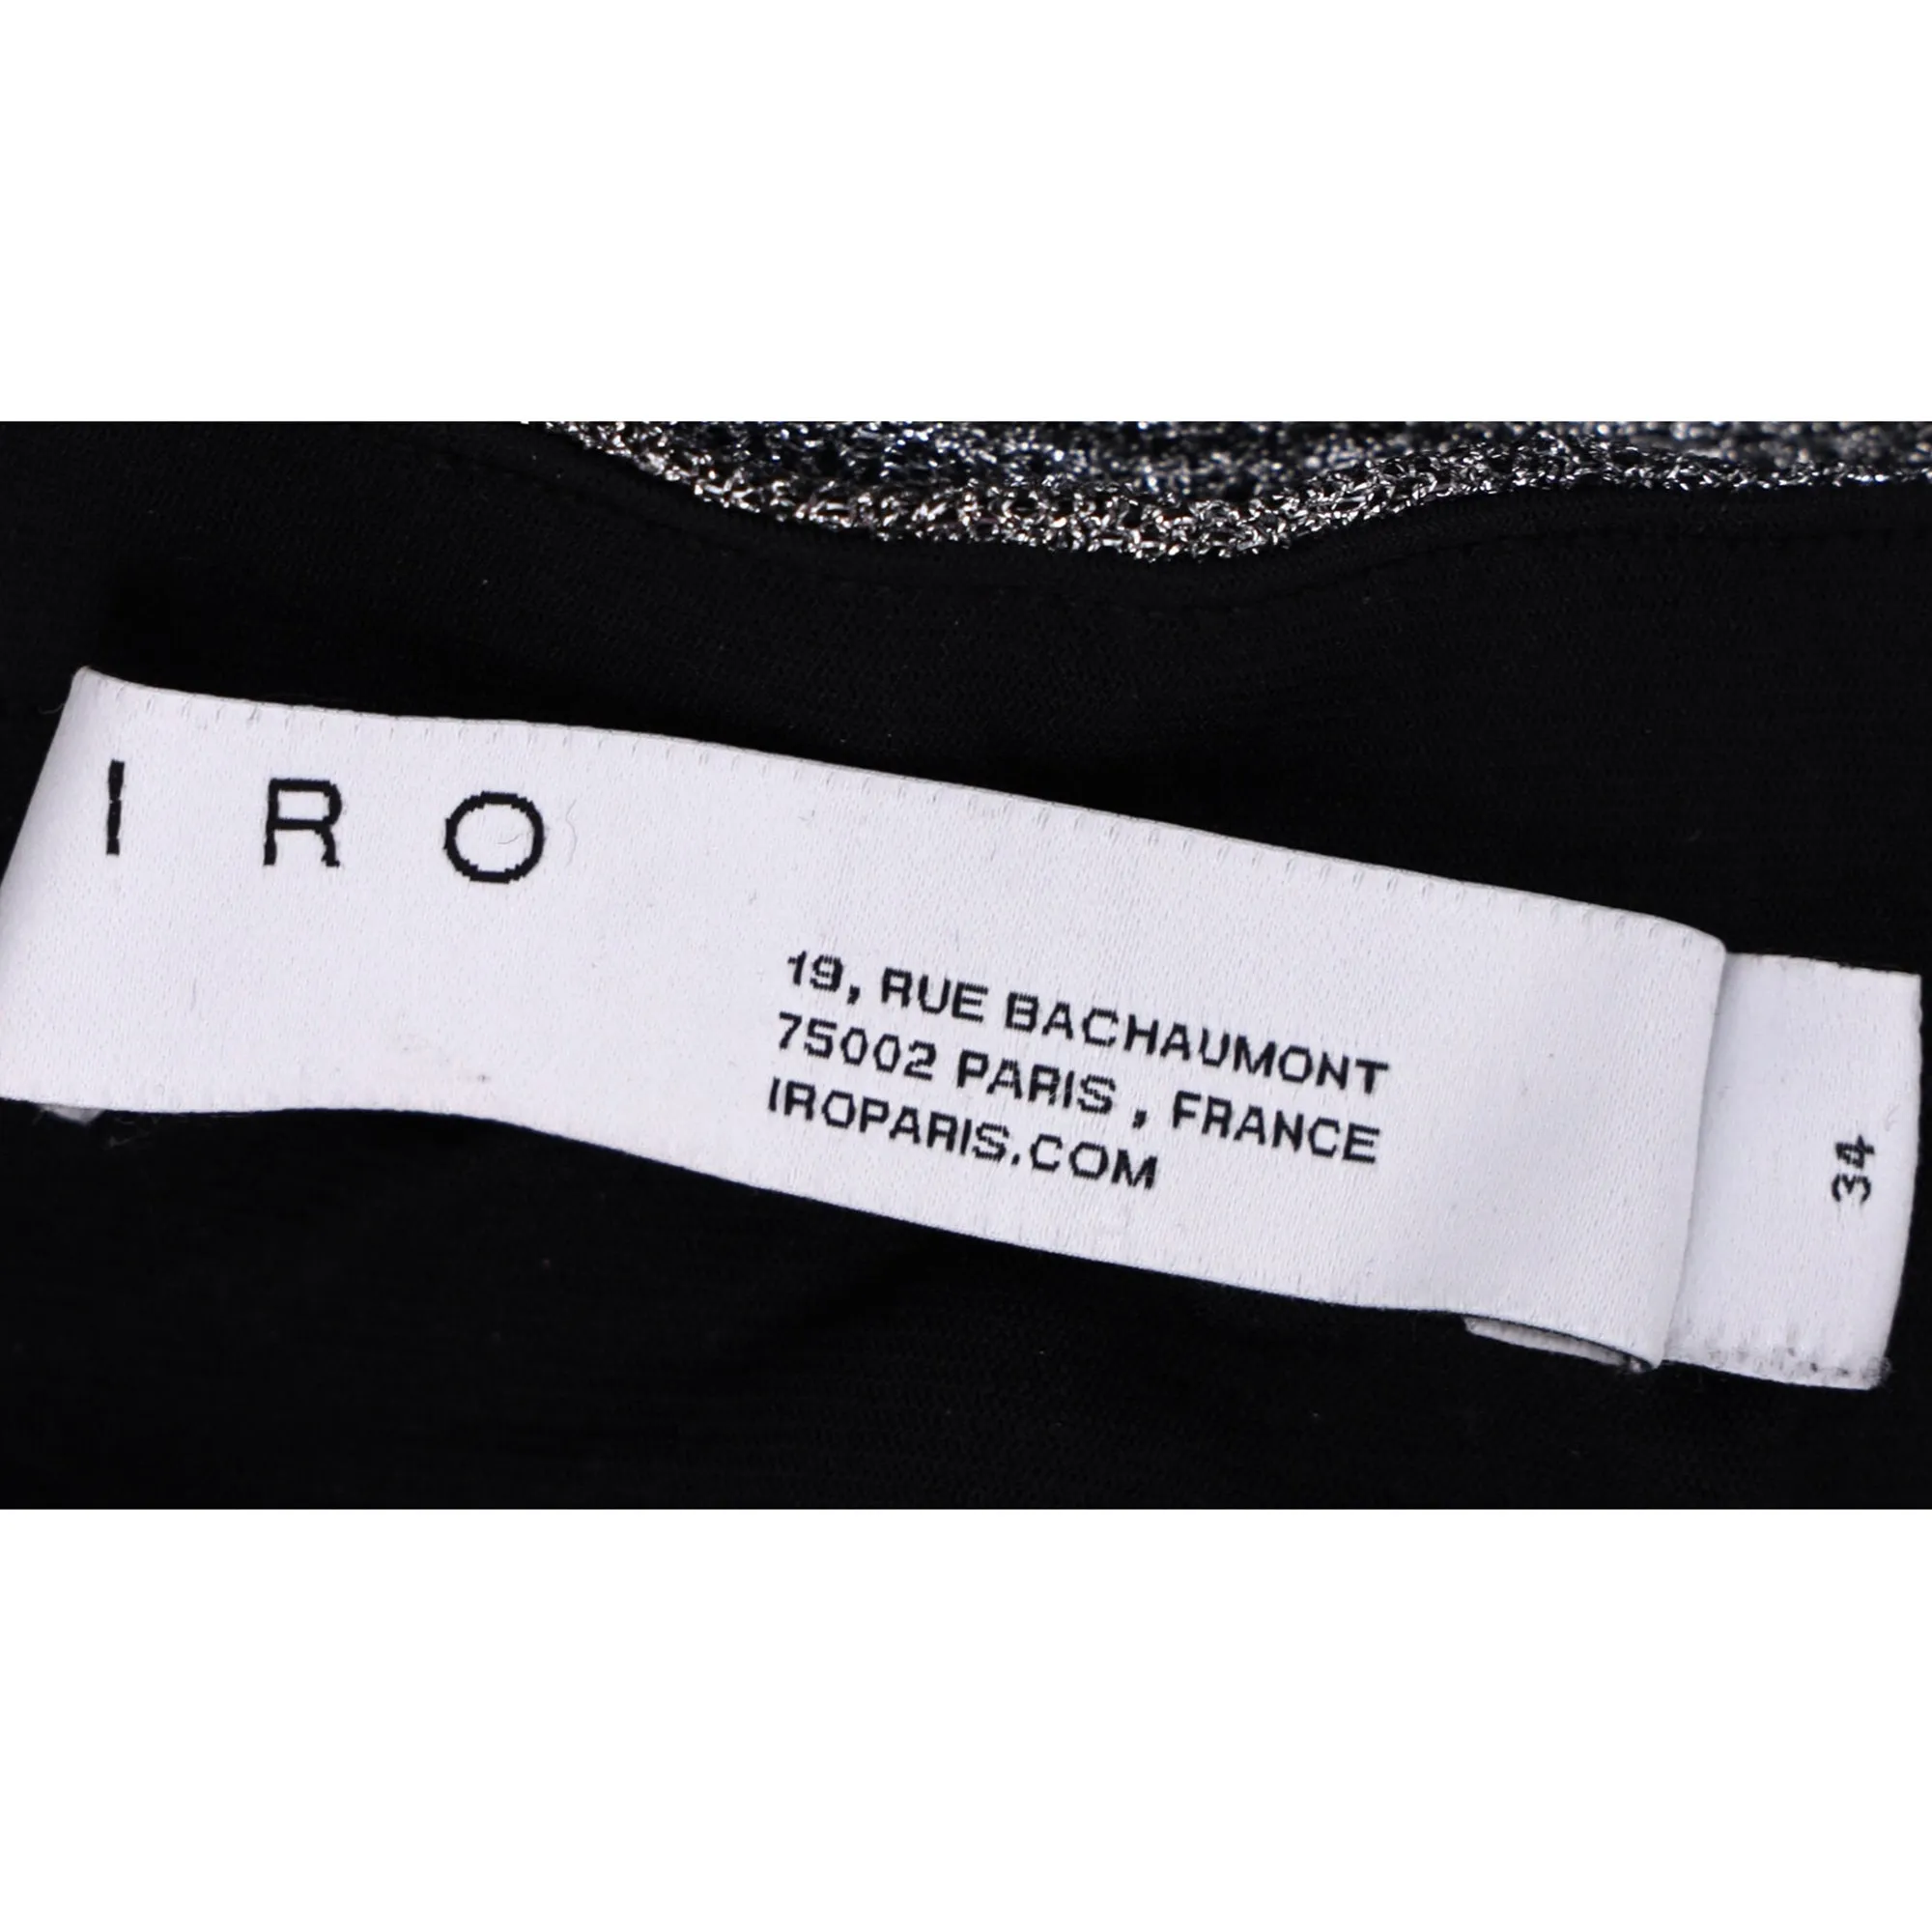 I R O
19, RUE BACHAUMONT
75002 PARIS , FRANCE
IROPARIS.COM
34